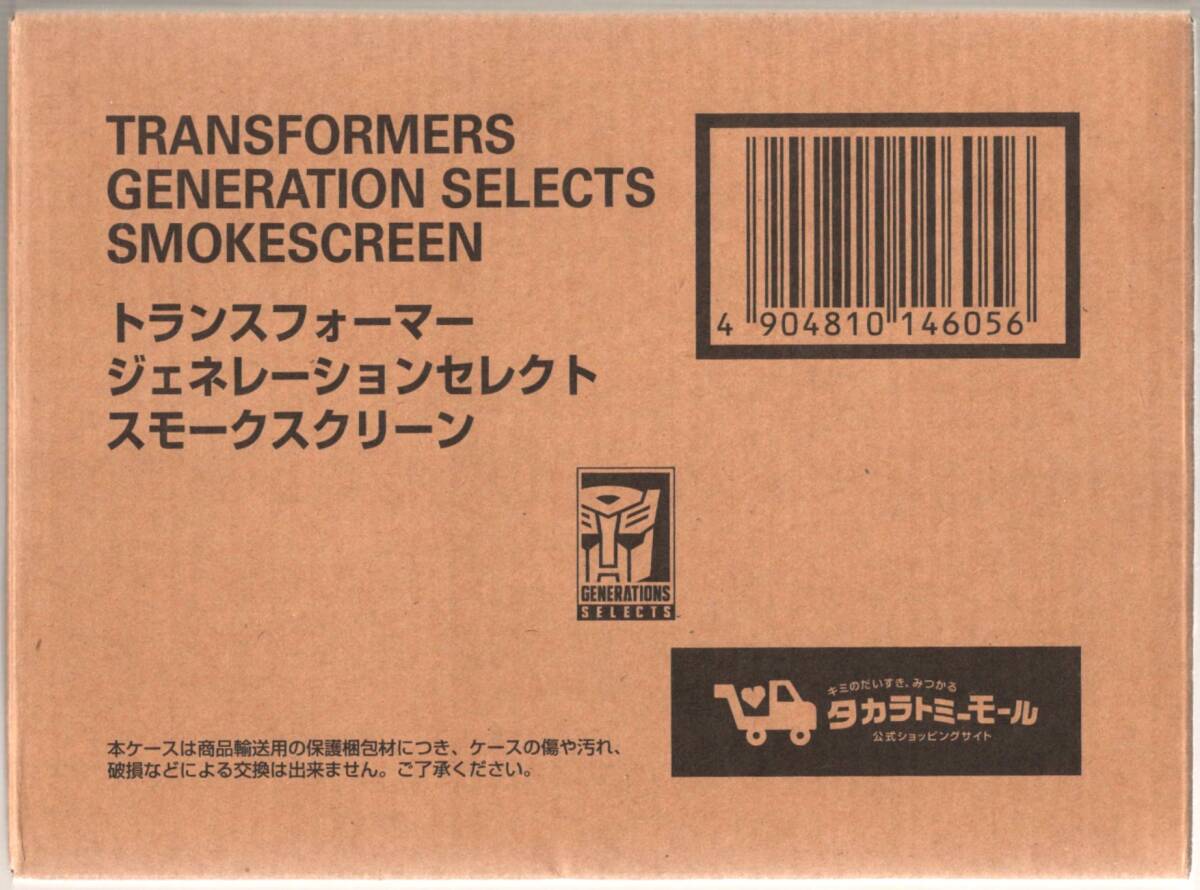 TRANSFORMERS
GENERATION SELECTS
SMOKESCREEN
トランスフォーマー
ジェネレーションセレクト
スモークスクリーン
4 904810 146056
GENERATIONS
SELECTS
キミのだいすき、みつかる
タカラトミーモール
公式ショッピングサイト
本ケースは商品輸送用の保護梱包材につき、ケースの傷や汚れ、
破損などによる交換は出来ません。ご了承ください。